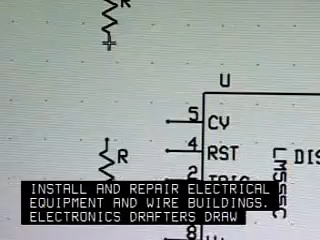 R
U
5 CV
4 RST
R
DIS
LM555C
2 TRIG
INSTALL AND REPAIR ELECTRICAL
EQUIPMENT AND WIRE BUILDINGS.
ELECTRONICS DRAFTERS DRAW
8